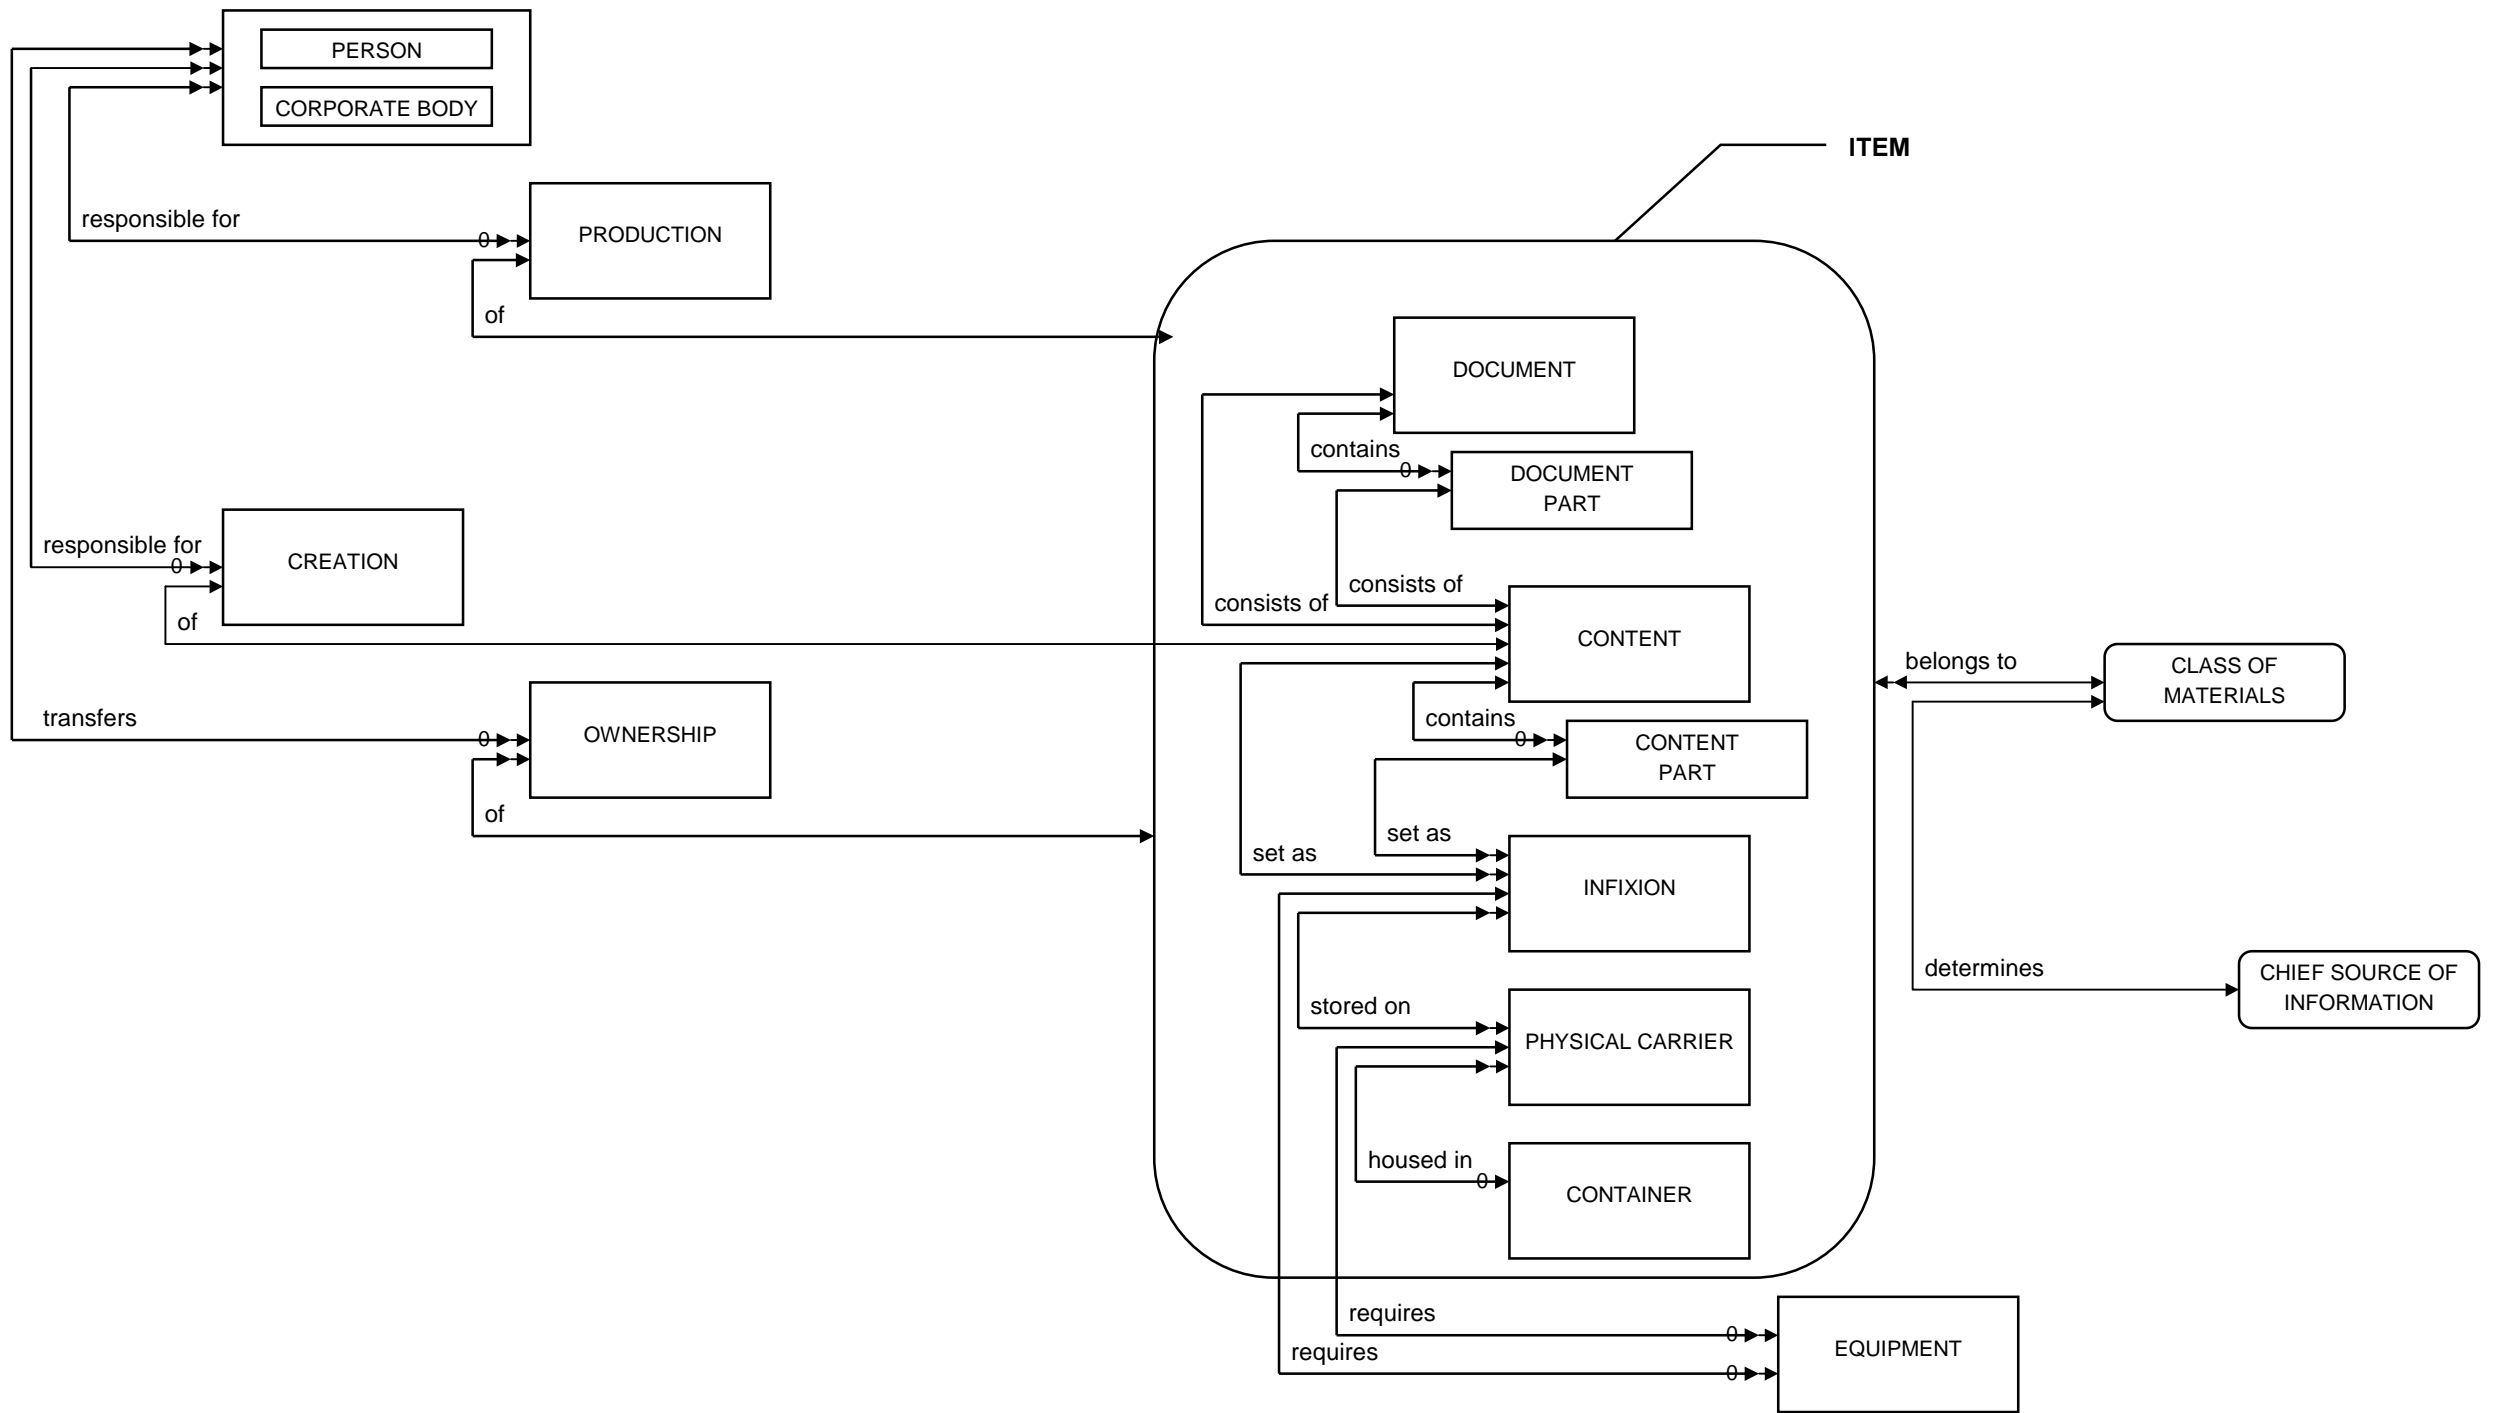 PERSON
CORPORATE BODY
ITEM
responsible for
0
PRODUCTION
of
DOCUMENT
contains
0
DOCUMENT
PART
responsible for
0
CREATION
consists of
consists of
of
CONTENT
belongs to
CLASS OF
MATERIALS
transfers
0
OWNERSHIP
contains
0
CONTENT
PART
of
set as
set as
INFIXION
determines
CHIEF SOURCE OF
INFORMATION
stored on
PHYSICAL CARRIER
housed in
0
CONTAINER
requires
0
requires
0
EQUIPMENT